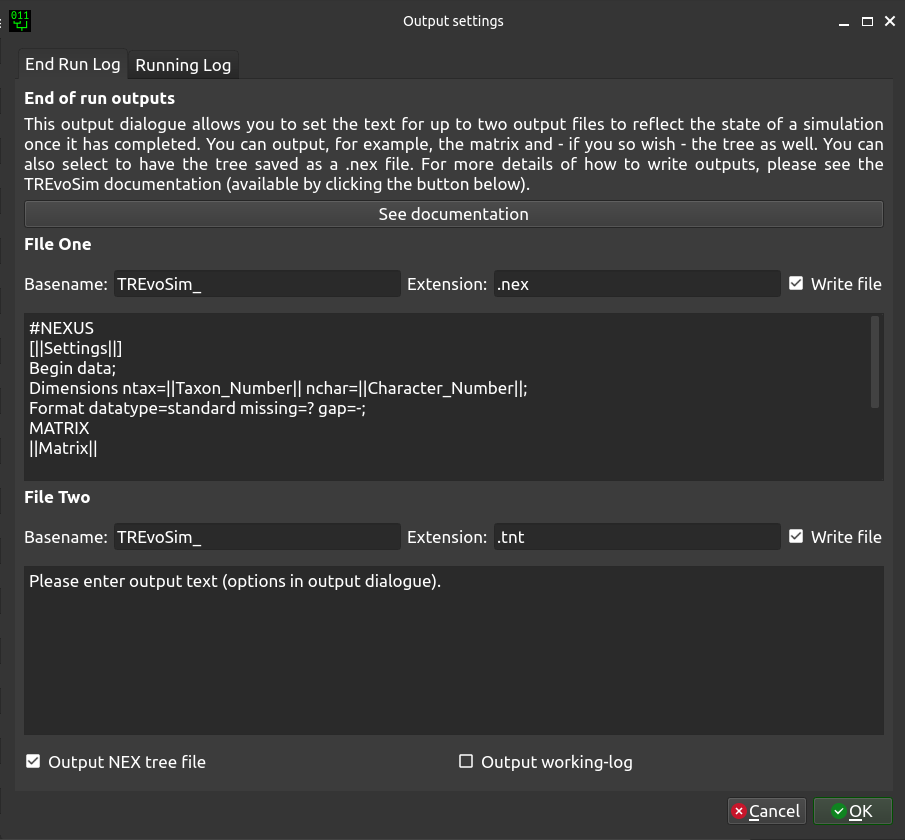 011
Output settings
End Run Log
Running Log
End of run outputs
This output dialogue allows you to set the text for up to two output files to reflect the state of a simulation
once it has completed. You can output, for example, the matrix and - if you so wish - the tree as well. You can
also select to have the tree saved as a .nex file. For more details of how to write outputs, please see the
TREvoSim documentation (available by clicking the button below).
See documentation
FIle One
Basename: TREvoSim_ Extension: .nex Write file
#NEXUS
[||Settings||]
Begin data;
Dimensions ntax=||Taxon_Number|| nchar=||Character_Number||;
Format datatype=standard missing=? gap=-;
MATRIX
||Matrix||
File Two
Basename: TREvoSim_ Extension: .tnt Write file
Please enter output text (options in output dialogue).
Output NEX tree file
Output working-log
Cancel
OK